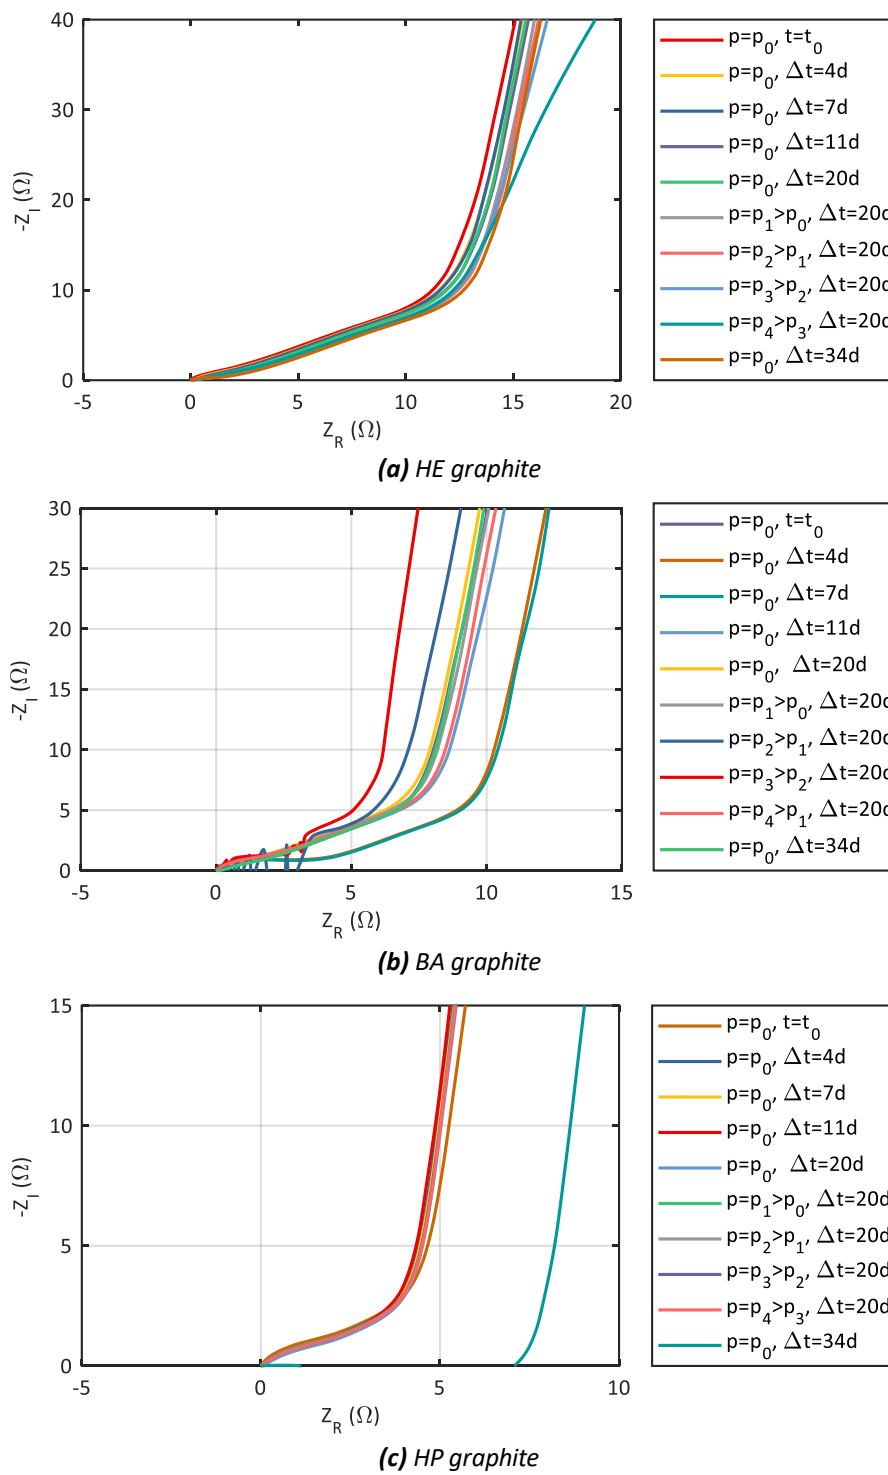 40
30
20
10
0
-5
0
5
10
15
20
-Z_I (Ω)
Z_R (Ω)
p=p_0, t=t_0
p=p_0, Δt=4d
p=p_0, Δt=7d
p=p_0, Δt=11d
p=p_0, Δt=20d
p=p_1>p_0, Δt=20d
p=p_2>p_1, Δt=20d
p=p_3>p_2, Δt=20d
p=p_4>p_3, Δt=20d
p=p_0, Δt=34d
(a) HE graphite
30
25
20
15
10
5
0
-5
0
5
10
15
-Z_I (Ω)
Z_R (Ω)
p=p_0, t=t_0
p=p_0, Δt=4d
p=p_0, Δt=7d
p=p_0, Δt=11d
p=p_0, Δt=20d
p=p_1>p_0, Δt=20d
p=p_2>p_1, Δt=20d
p=p_3>p_2, Δt=20d
p=p_4>p_1, Δt=20d
p=p_0, Δt=34d
(b) BA graphite
15
10
5
0
-5
0
5
10
-Z_I (Ω)
Z_R (Ω)
p=p_0, t=t_0
p=p_0, Δt=4d
p=p_0, Δt=7d
p=p_0, Δt=11d
p=p_0, Δt=20d
p=p_1>p_0, Δt=20d
p=p_2>p_1, Δt=20d
p=p_3>p_2, Δt=20d
p=p_4>p_3, Δt=20d
p=p_0, Δt=34d
(c) HP graphite